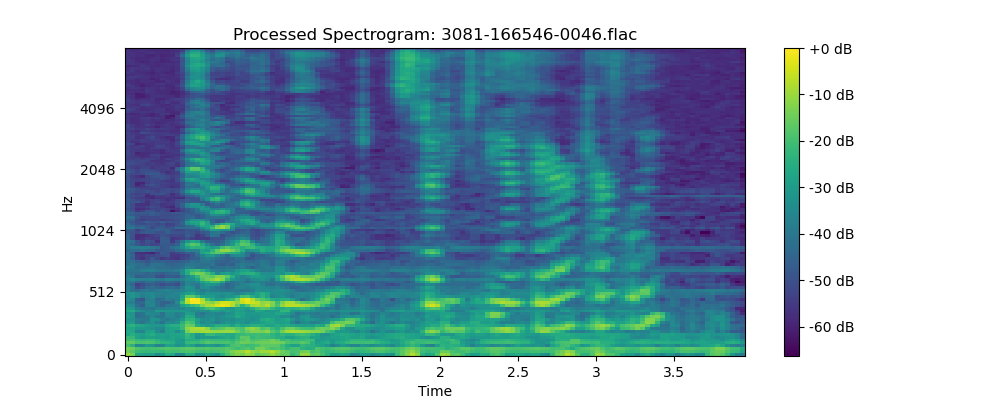 Processed Spectrogram: 3081-166546-0046.flac
+0 dB
-10 dB
-20 dB
-30 dB
-40 dB
-50 dB
-60 dB
4096
2048
1024
512
0
Hz
0 0.5 1 1.5 2 2.5 3 3.5
Time